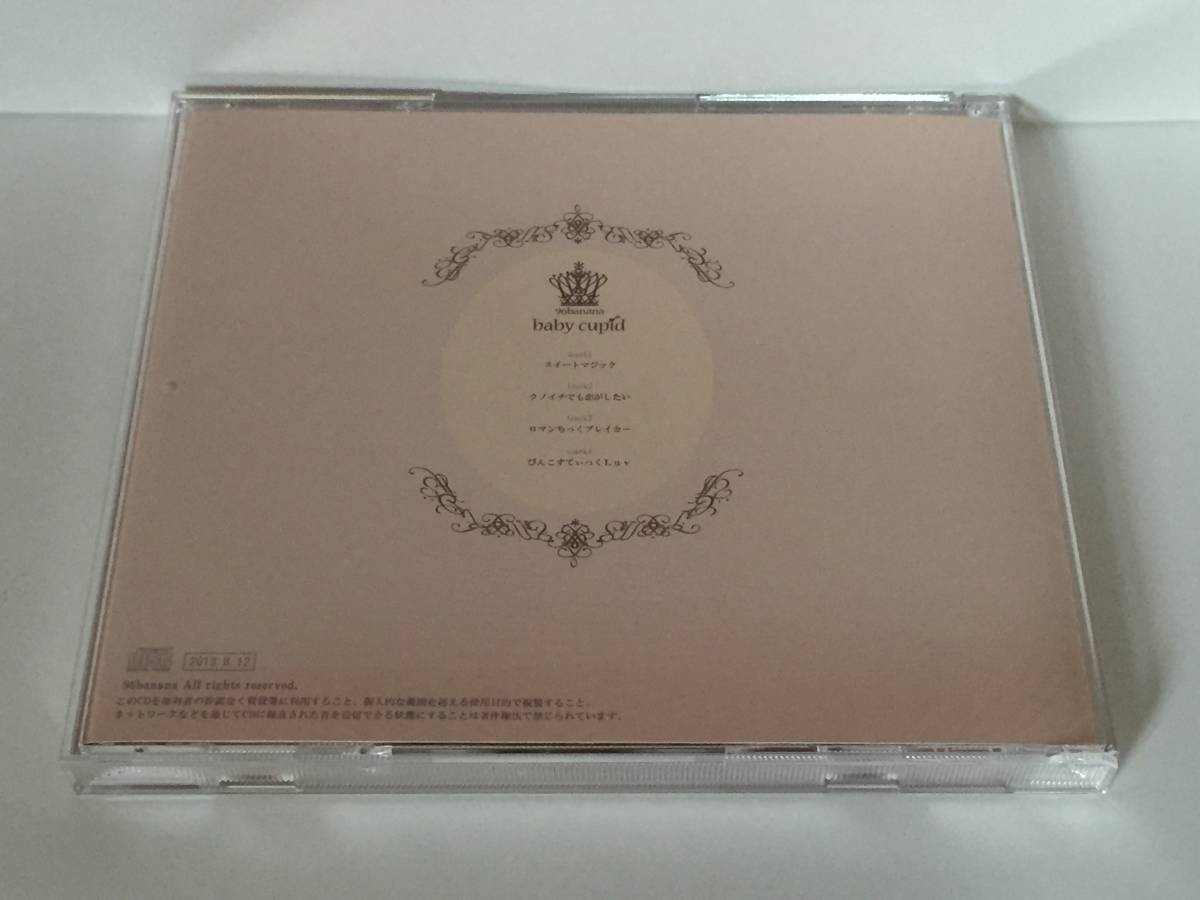 96banana
baby cupid
track1
スイートマジック
track2
クノイチでも恋がしたい
track3
ロマンちっくブレイカー
track4
ぴんこすてぃっくLuv
2012.8.12
96banana All rights reserved.
このCDを権利者の許諾なく賃貸業に利用すること、個人的な範囲を超える使用目的で複製すること、
ネットワークなどを通じてCDに録音された音を送信できる状態にすることは著作権法で禁じられています。